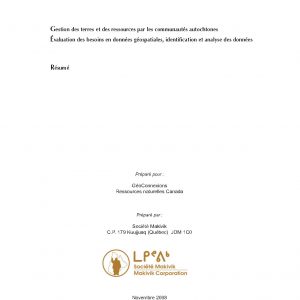 Gestion des terres et des ressources par les communautés autochtones
Évaluation des besoins en données géospatiales, identification et analyse des données
Résumé
Préparé pour :
GéoConnexions
Ressources naturelles Canada
Préparé par :
Société Makivik
C.P. 179 Kuujjuaq (Québec) J0M 1C0
ᒪᑭᕕᒃ
Société Makivik
Makivik Corporation
Novembre 2008